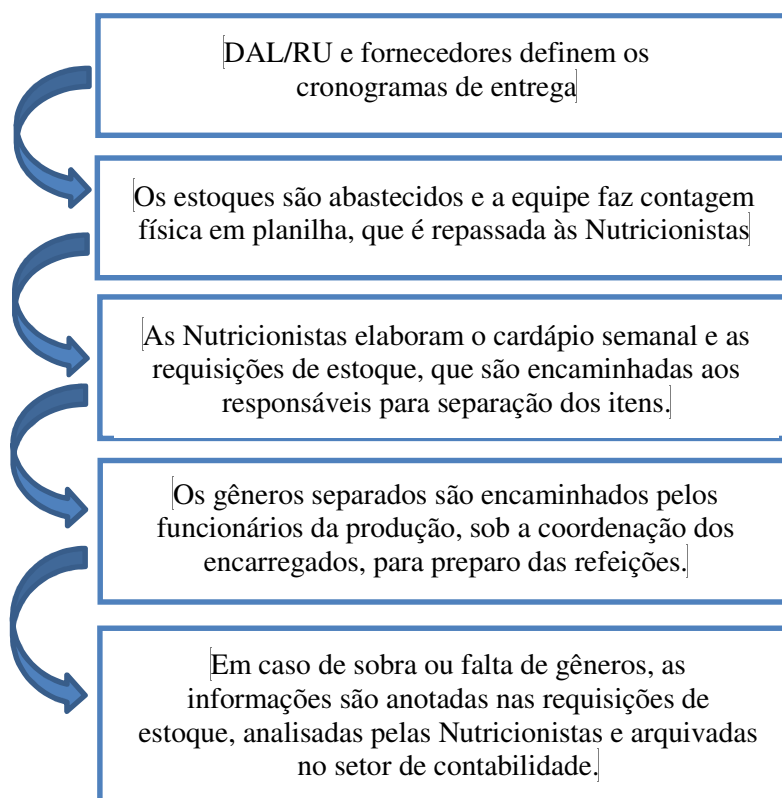 DAL/RU e fornecedores definem os
cronogramas de entrega
Os estoques são abastecidos e a equipe faz contagem
física em planilha, que é repassada às Nutricionistas
As Nutricionistas elaboram o cardápio semanal e as
requisições de estoque, que são encaminhadas aos
responsáveis para separação dos itens.
Os gêneros separados são encaminhados pelos
funcionários da produção, sob a coordenação dos
encarregados, para preparo das refeições.
Em caso de sobra ou falta de gêneros, as
informações são anotadas nas requisições de
estoque, analisadas pelas Nutricionistas e arquivadas
no setor de contabilidade.